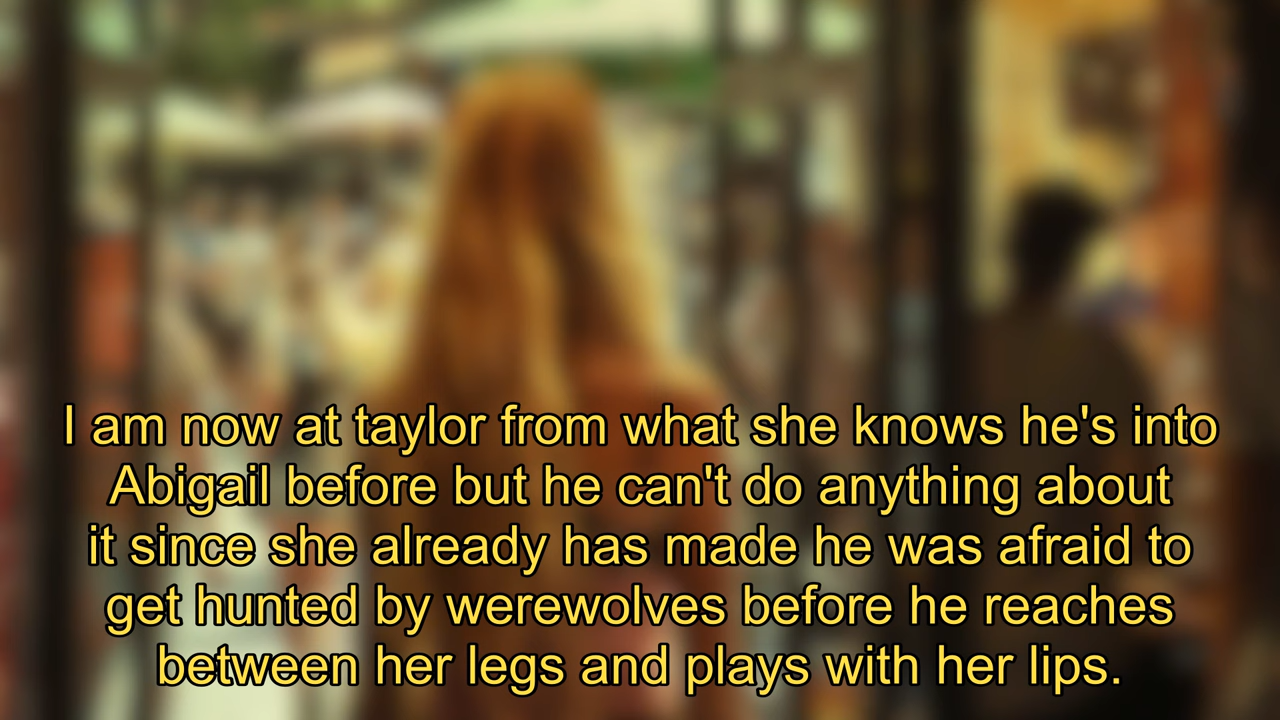 I am now at taylor from what she knows he's into
Abigail before but he can't do anything about
it since she already has made he was afraid to
get hunted by werewolves before he reaches
between her legs and plays with her lips.